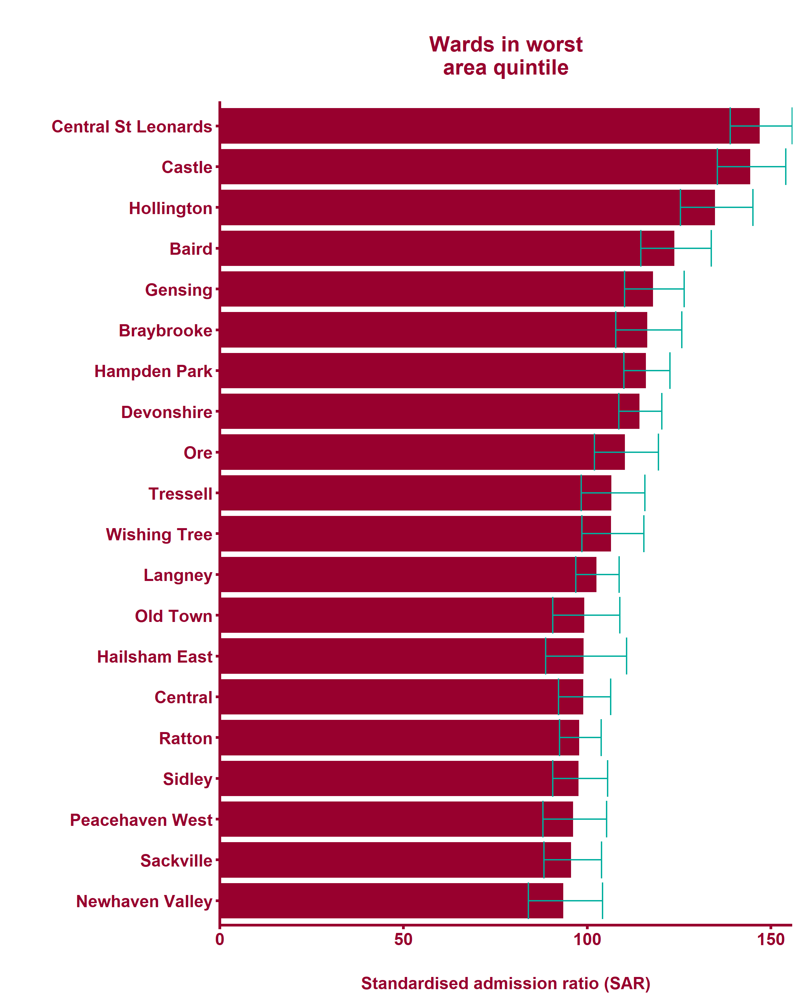 Wards in worst
area quintile
Central St Leonards
Castle
Hollington
Baird
Gensing
Braybrooke
Hampden Park
Devonshire
Ore
Tressell
Wishing Tree
Langney
Old Town
Hailsham East
Central
Ratton
Sidley
Peacehaven West
Sackville
Newhaven Valley
0 50 100 150
Standardised admission ratio (SAR)